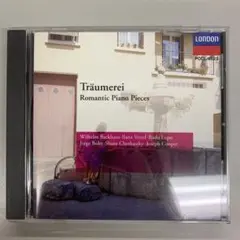 LONDON
Träumerei
Romantic Piano Pieces
Wilhelm Backhaus · Ilana Vered · Radu Lupu
Jorge Bolet · Shura Cherkassky · Joseph Cooper